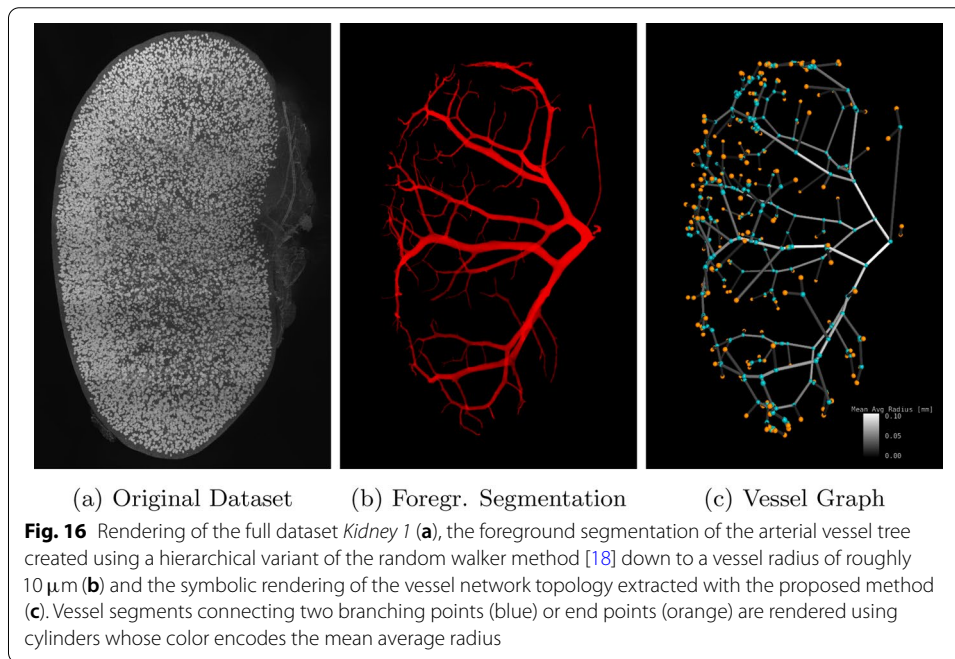 Mean Avg Radius [mm]
0.10
0.05
0.00
(a) Original Dataset (b) Foregr. Segmentation (c) Vessel Graph
Fig. 16 Rendering of the full dataset Kidney 1 (a), the foreground segmentation of the arterial vessel tree
created using a hierarchical variant of the random walker method [18] down to a vessel radius of roughly
10 μm (b) and the symbolic rendering of the vessel network topology extracted with the proposed method
(c). Vessel segments connecting two branching points (blue) or end points (orange) are rendered using
cylinders whose color encodes the mean average radius